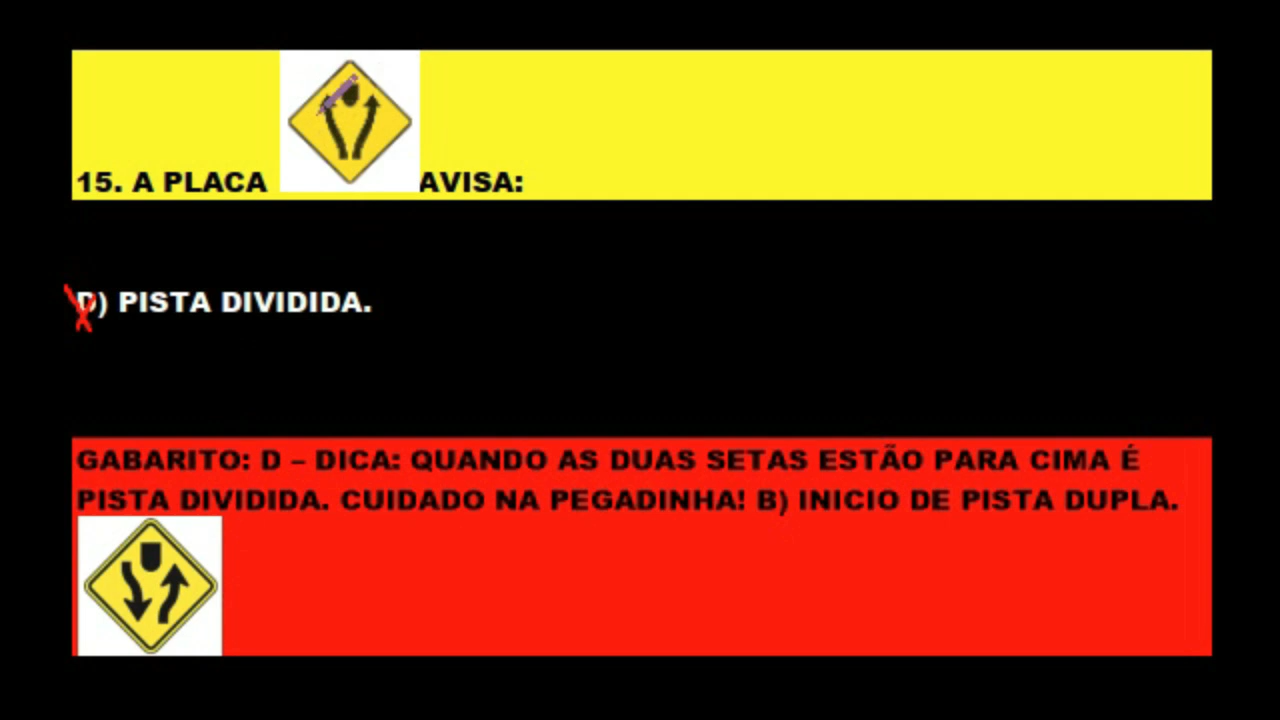 15. A PLACA AVISA:
D) PISTA DIVIDIDA.
GABARITO: D – DICA: QUANDO AS DUAS SETAS ESTÃO PARA CIMA É
PISTA DIVIDIDA. CUIDADO NA PEGADINHA! B) INICIO DE PISTA DUPLA.